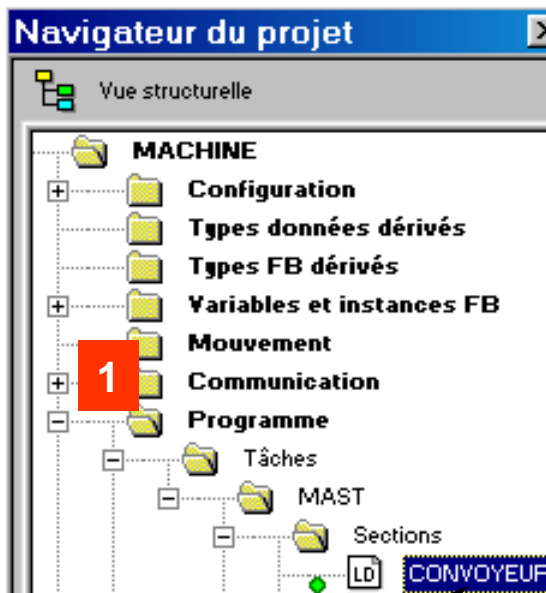 Navigateur du projet
Vue structurelle
MACHINE
Configuration
Types données dérivés
Types FB dérivés
Variables et instances FB
Mouvement
1
Communication
Programme
Tâches
MAST
Sections
LD CONVOYEUR